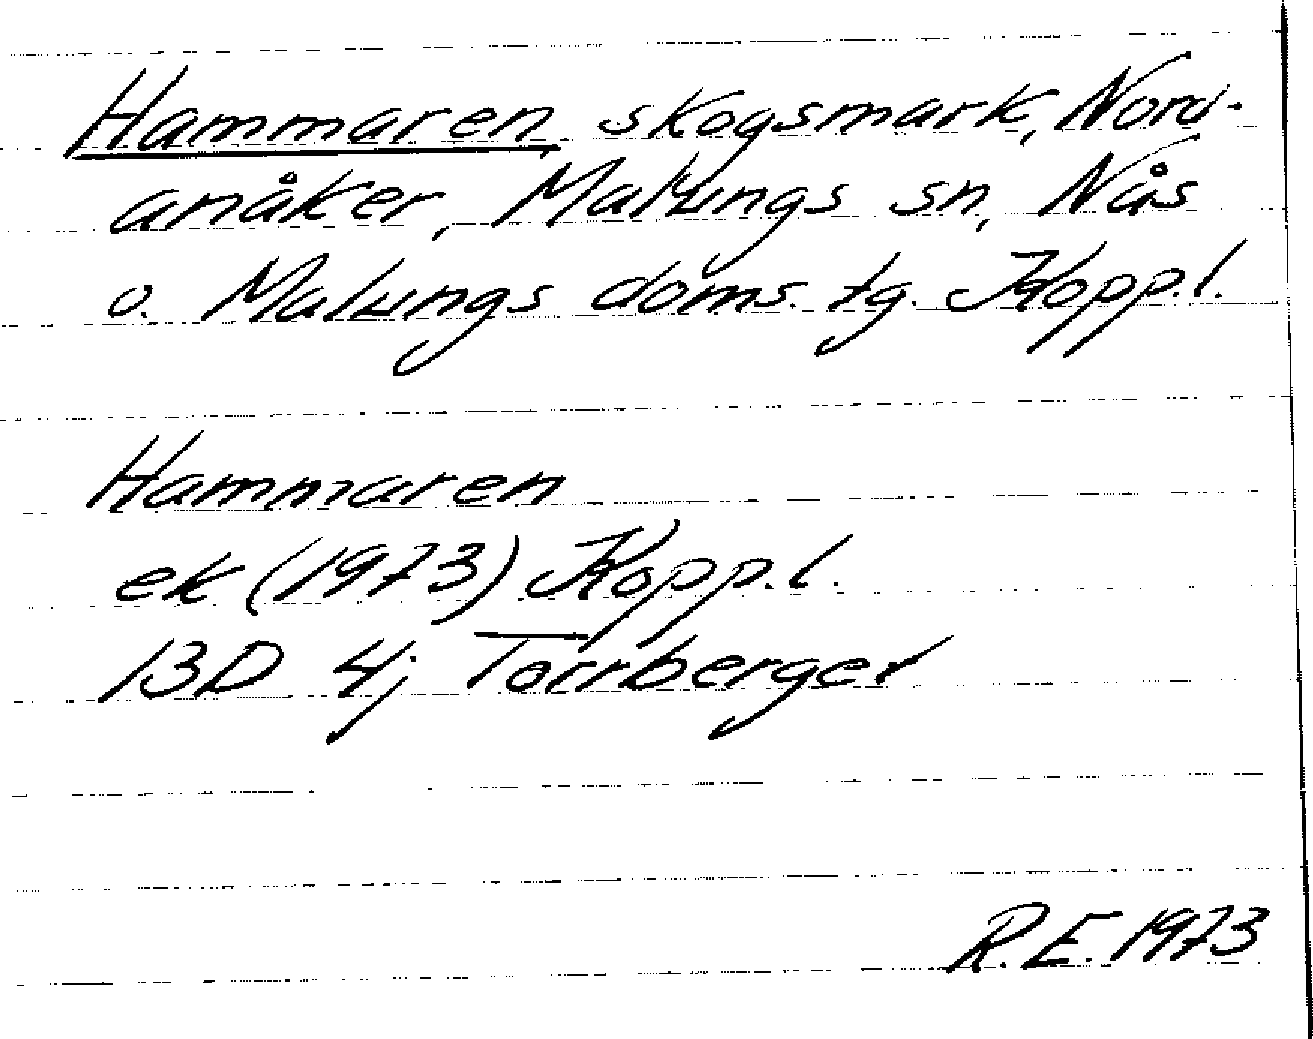 Hammaren, skogsmark, Nord-
anåker, Malungs sn, Nås
o. Malungs doms. tg. Kopp.l.
Hammaren
ek (1973) Kopp.l.
13D 4j Torrberget
R.E. 1973